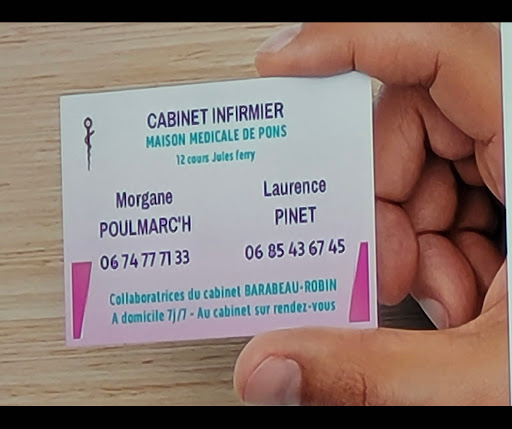 CABINET INFIRMIER
MAISON MEDICALE DE PONS
12 cours Jules ferry
Morgane
POULMARC'H
06 74 77 71 33
Laurence
PINET
06 85 43 67 45
Collaboratrices du cabinet BARABEAU-ROBIN
A domicile 7j/7 - Au cabinet sur rendez-vous